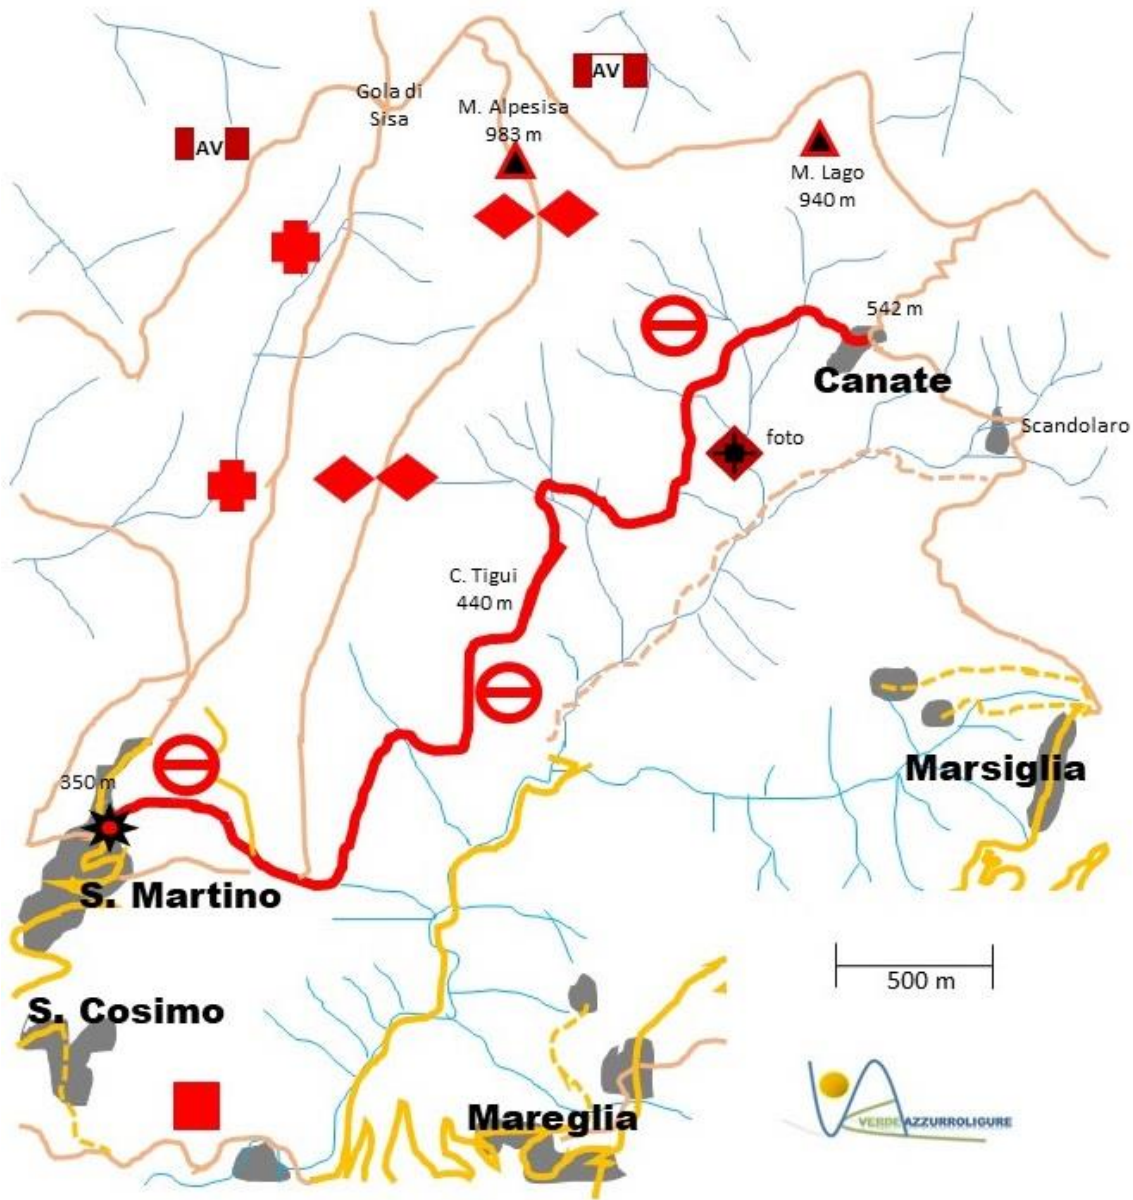 AV
Gola di
Sisa
M. Alpesisa
983 m
AV
M. Lago
940 m
542 m
Canate
foto
Scandolaro
C. Tigui
440 m
Marsiglia
350 m
S. Martino
500 m
S. Cosimo
Mareglia
VERDEAZZURROLIGURE